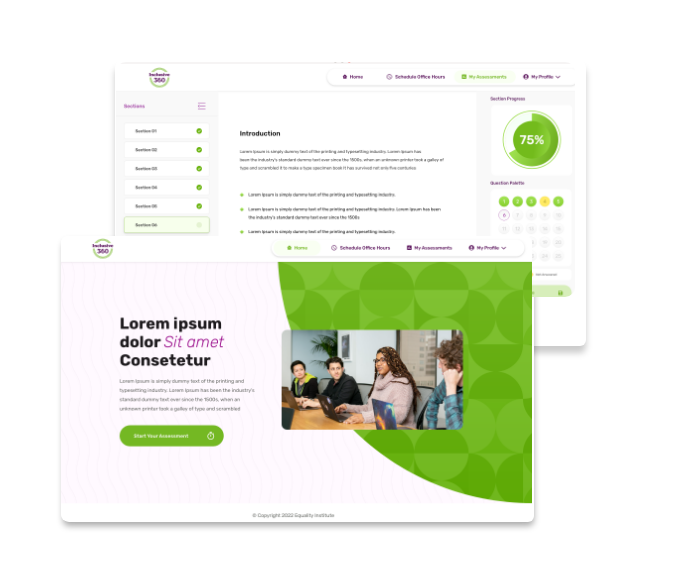 Inclusive
360
Home
Schedule Office Hours
My Assessments
My Profile
Sections
Section 01
Section 02
Section 03
Section 04
Section 05
Section 06
Introduction
Lorem Ipsum is simply dummy text of the printing and typesetting industry. Lorem Ipsum has
been the industry's standard dummy text ever since the 1500s, when an unknown printer took a galley of
type and scrambled it to make a type specimen book it has survived not only five centuries
Lorem Ipsum is simply dummy text of the printing and typesetting industry.
Lorem Ipsum is simply dummy text of the printing and typesetting industry. Lorem Ipsum has been
the industry's standard dummy text ever since the 1500s
Lorem Ipsum is simply dummy text of the printing and typesetting industry.
Section Progress
75%
Question Palette
1 2 3 4 5
6
Inclusive
360
Home
Schedule Office Hours
My Assessments
My Profile
Lorem ipsum
dolor Sit amet
Consetetur
Lorem Ipsum is simply dummy text of the printing and
typesetting industry. Lorem Ipsum has been the industry's
standard dummy text ever since the 1500s, when an
unknown printer took a galley of type and scrambled
Start Your Assessment
© Copyright 2022 Equality Institute